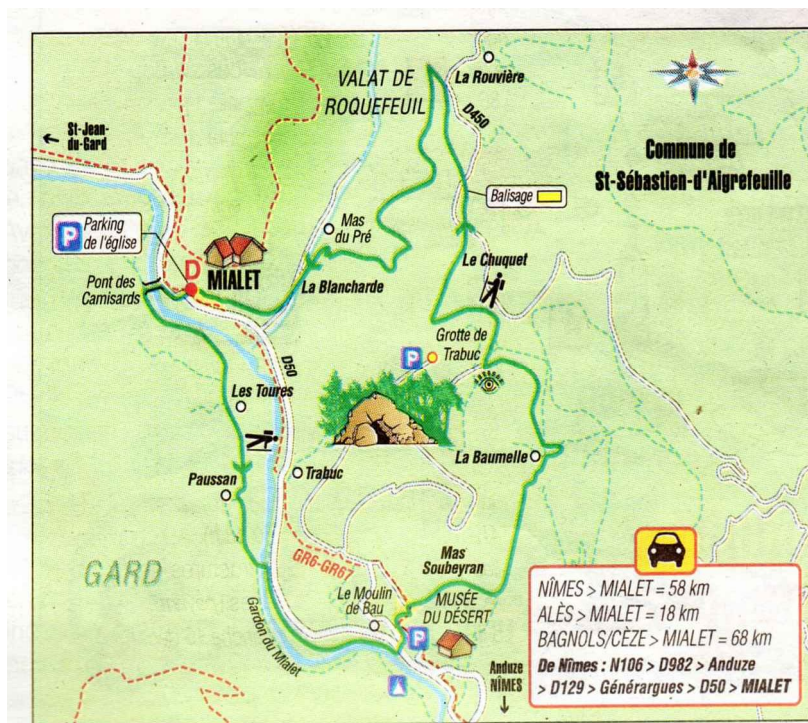 VALAT DE
ROQUEFEUIL
La Rouvière
D450
St-Jean-
du-Gard
Commune de
St-Sébastien-d'Aigrefeuille
Balisage
P Parking
de l'église
Mas
du Pré
D
MIALET
Pont des
Camisards
La Blancharde
Le Chuquet
D50
Grotte de
Trabuc
P
Les Toures
Paussan
Trabuc
La Baumelle
GARD
GR6-GR67
Mas
Soubeyran
Le Moulin
de Bau
MUSÉE
DU DÉSERT
P
Gardon du Mialet
Anduze
NÎMES
NÎMES > MIALET = 58 km
ALÈS > MIALET = 18 km
BAGNOLS/CÈZE > MIALET = 68 km
De Nîmes : N106 > D982 > Anduze
> D129 > Générargues > D50 > MIALET